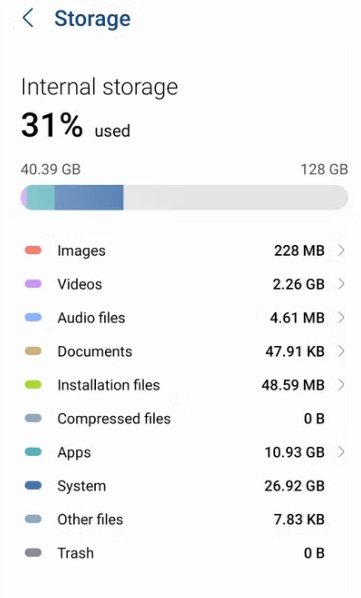 Storage
Internal storage
31% used
40.39 GB 128 GB
Images 228 MB
Videos 2.26 GB
Audio files 4.61 MB
Documents 47.91 KB
Installation files 48.59 MB
Compressed files 0 B
Apps 10.93 GB
System 26.92 GB
Other files 7.83 KB
Trash 0 B